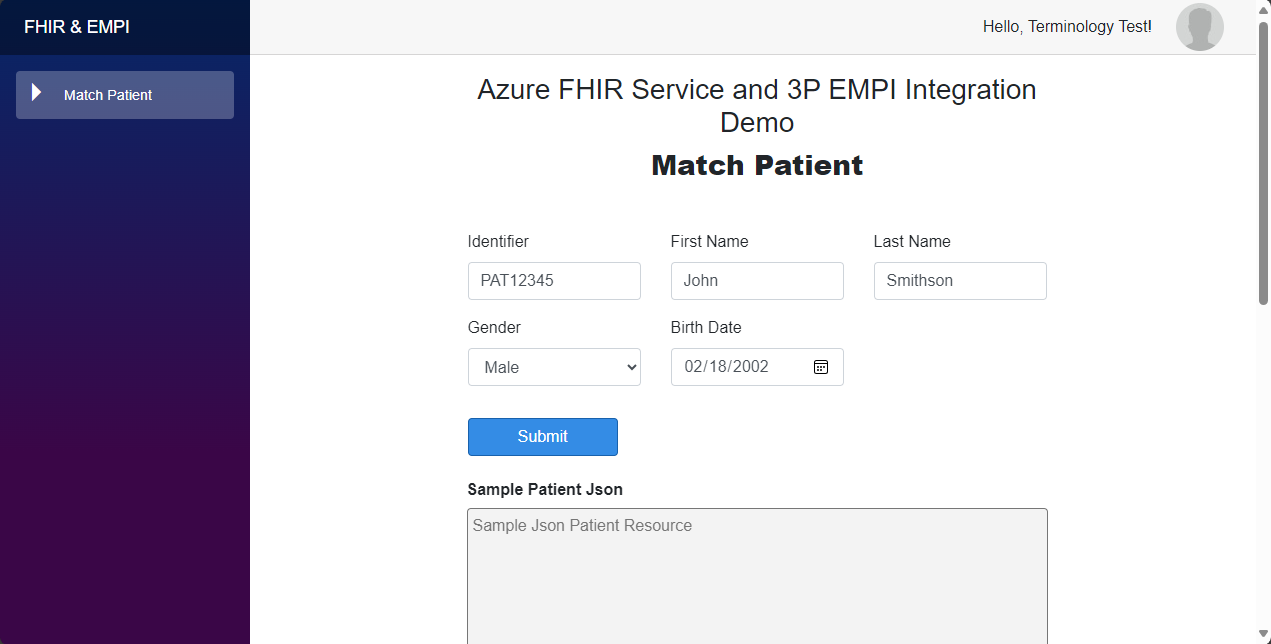 FHIR & EMPI
Hello, Terminology Test!
Match Patient
Azure FHIR Service and 3P EMPI Integration
Demo
Match Patient
Identifier
First Name
Last Name
PAT12345
John
Smithson
Gender
Birth Date
Male
02/18/2002
Submit
Sample Patient Json
Sample Json Patient Resource